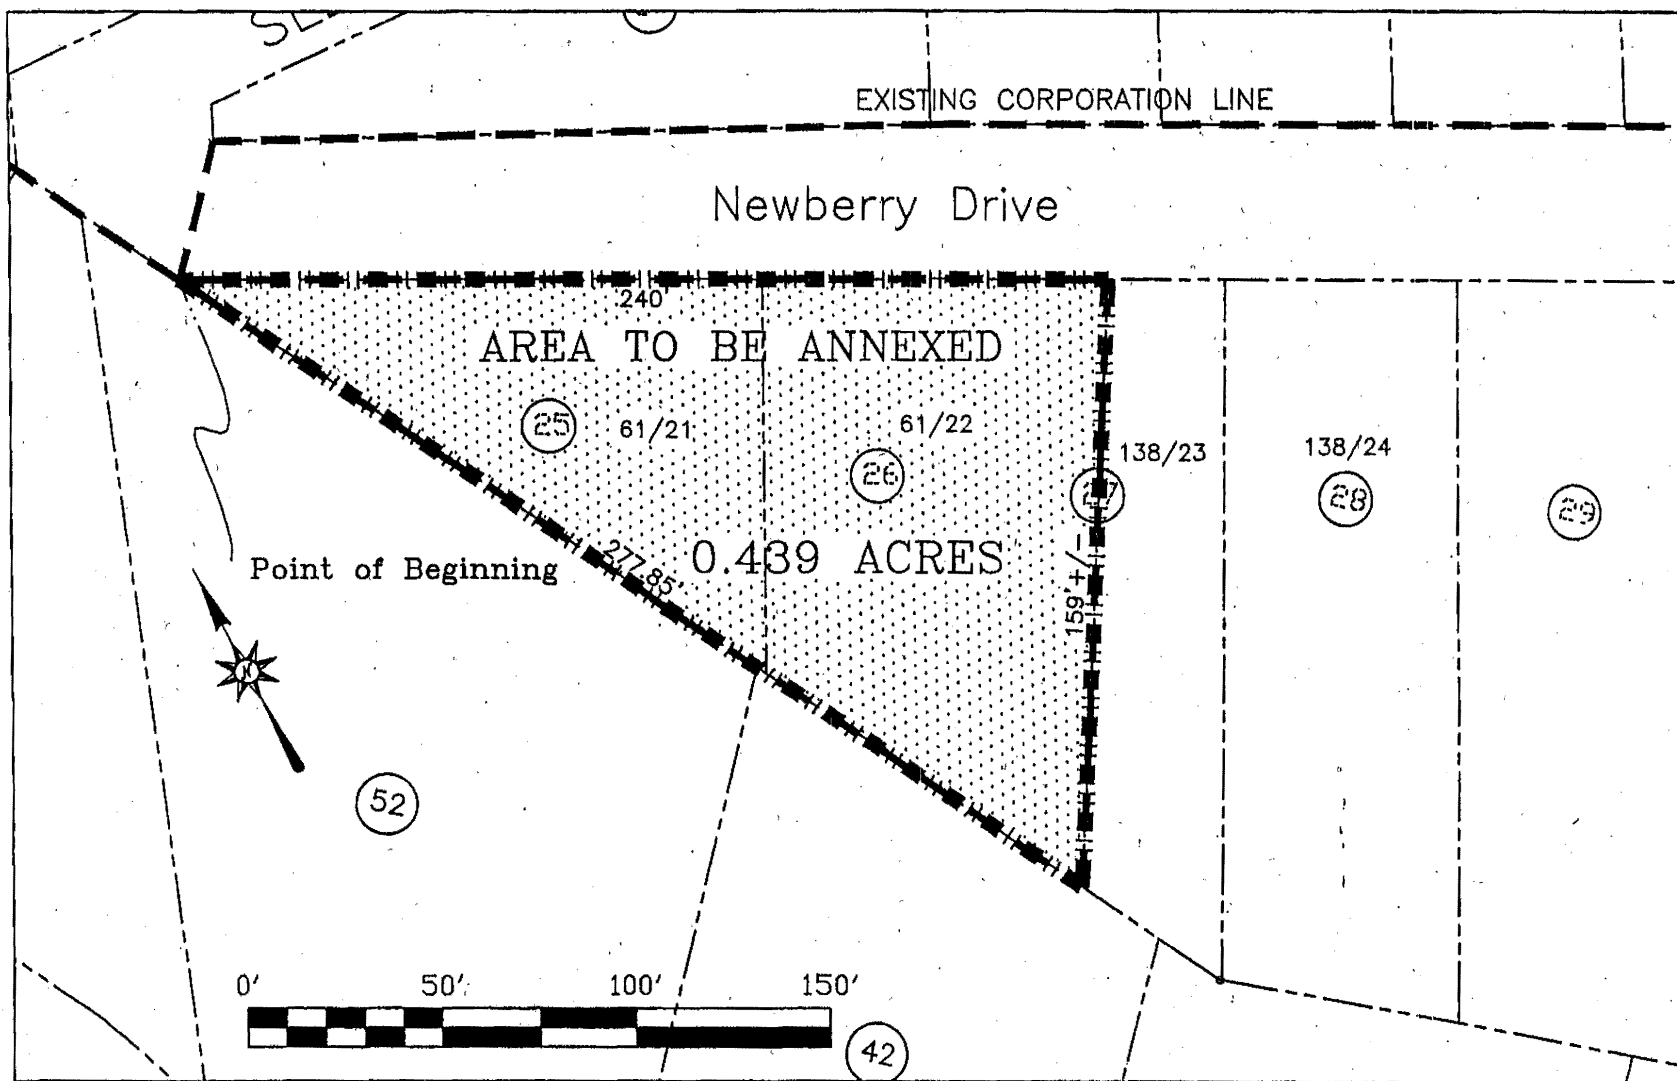 EXISTING CORPORATION LINE
Newberry Drive
240
AREA TO BE ANNEXED
25
61/21
61/22
26
138/23
138/24
27
28
29
277.85'
0.439 ACRES
159'+/-
Point of Beginning
N
52
0' 50' 100' 150'
42